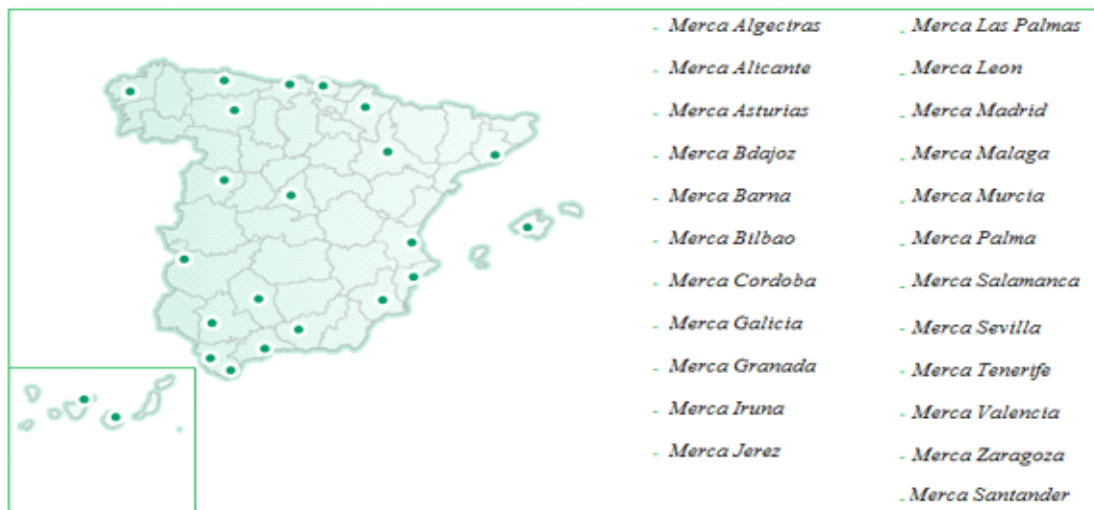 - Merca Algeciras
- Merca Alicante
- Merca Asturias
- Merca Bdajoz
- Merca Barna
- Merca Bilbao
- Merca Cordoba
- Merca Galicia
- Merca Granada
- Merca Iruna
- Merca Jerez
- Merca Las Palmas
- Merca Leon
- Merca Madrid
- Merca Malaga
- Merca Murcia
- Merca Palma
- Merca Salamanca
- Merca Sevilla
- Merca Tenerife
- Merca Valencia
- Merca Zaragoza
- Merca Santander